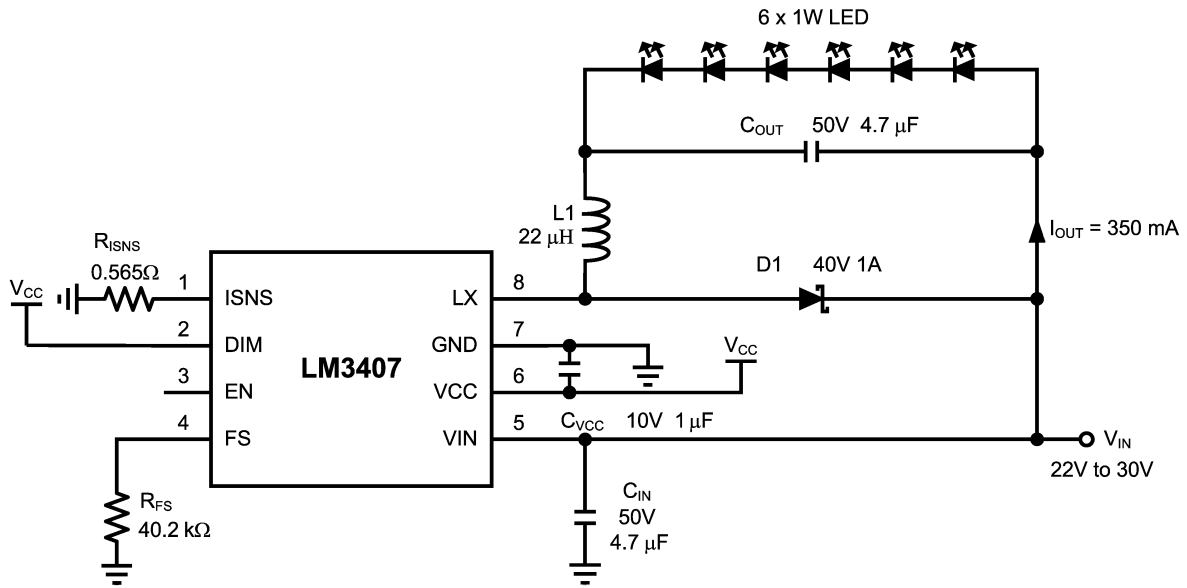 6 x 1W LED
COUT 50V 4.7 μF
L1
22 μH
IOUT = 350 mA
RISNS
0.565Ω
D1 40V 1A
VCC
1
ISNS
LX
8
2
DIM
GND
7
VCC
LM3407
3
EN
VCC
6
4
FS
VIN
5
CVCC 10V 1 μF
VIN
22V to 30V
RFS
40.2 kΩ
CIN
50V
4.7 μF